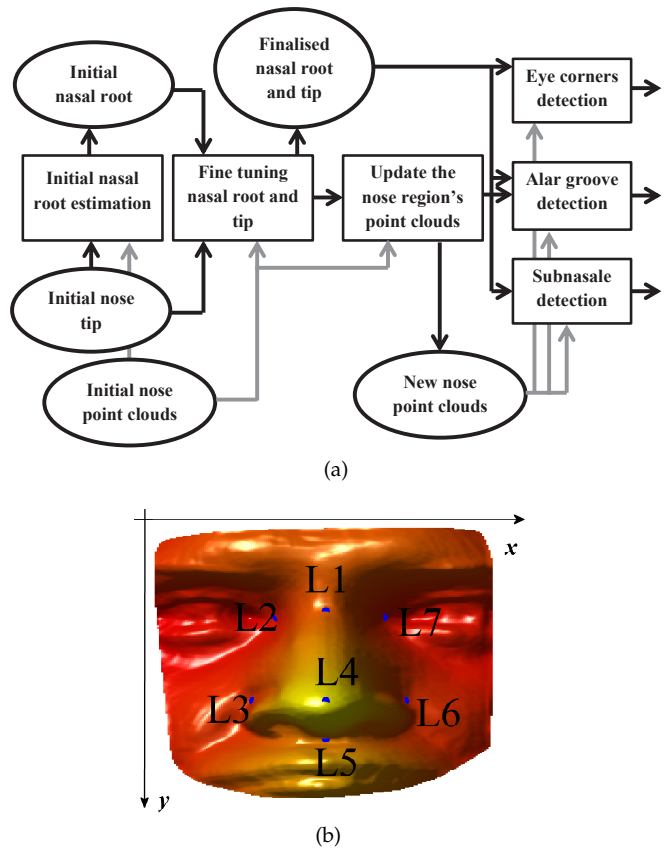 Initial
nasal root
Finalised
nasal root
and tip
Eye corners
detection
Initial nasal
root estimation
Fine tuning
nasal root and
tip
Update the
nose region's
point clouds
Alar groove
detection
Initial nose
tip
Subnasale
detection
Initial nose
point clouds
New nose
point clouds
(a)
x
L1
L2
L7
L4
L3
L6
L5
y
(b)